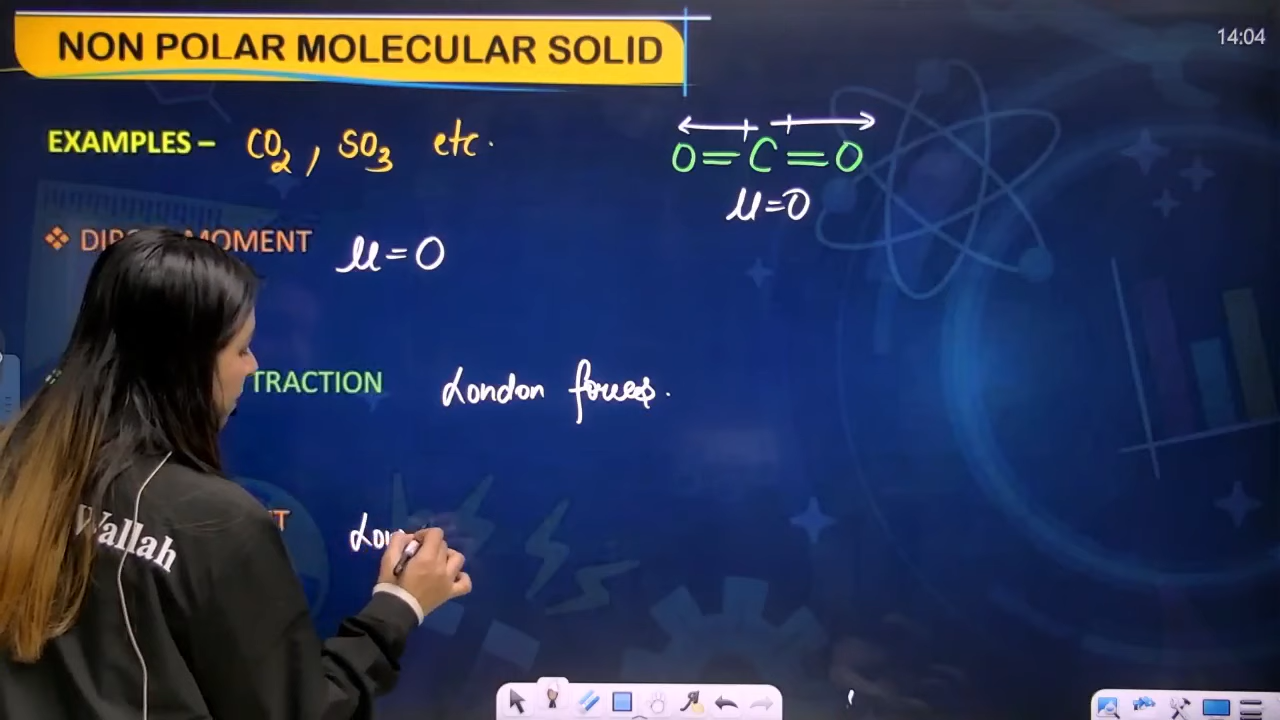 NON POLAR MOLECULAR SOLID
14:04
EXAMPLES – CO₂, SO₃ etc.
O=C=O
μ=0
MOMENT μ=0
TRACTION London forces.
Wallah